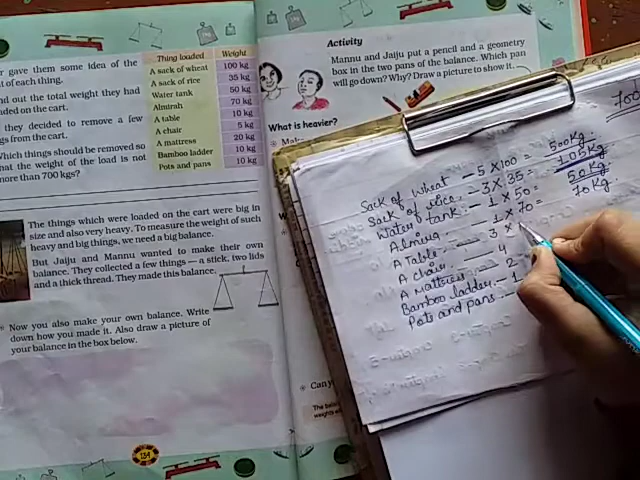 r gave them some idea of the
t of each thing.
nd out the total weight they had
aded on the cart.
they decided to remove a few
gs from the cart.
Which things should be removed so
hat the weight of the load is not
more than 700 kgs?
Thing loaded Weight
A sack of wheat 100 kg
A sack of rice 35 kg
Water tank 50 kg
Almirah 70 kg
A table 10 kg
A chair 5 kg
A mattress 20 kg
Bamboo ladder 10 kg
Pots and pans 10 kg
The things which were loaded on the cart were big in
size and also very heavy. To measure the weight of such
heavy and big things, we need a big balance.
But Jaiju and Mannu wanted to make their own
balance. They collected a few things — a stick, two lids
and a thick thread. They made this balance.
Now you also make your own balance. Write
down how you made it. Also draw a picture of
your balance in the box below.
134
Activity
Mannu and Jaiju put a pencil and a geometry
box in the two pans of the balance. Which pan
will go down? Why? Draw a picture to show it.
What is heavier?
Can y
The bala
weights
700
Sack of wheat - 5 x 100 = 500kg.
Sack of rice. - 3 x 35 = 105kg
Water tank. - 1 x 50 = 50kg.
Almira - 1 x 70 = 70kg.
A Table - 3 x
A chair - 4
A mattress - 2
Bamboo ladder. - 1
Pots and pans -